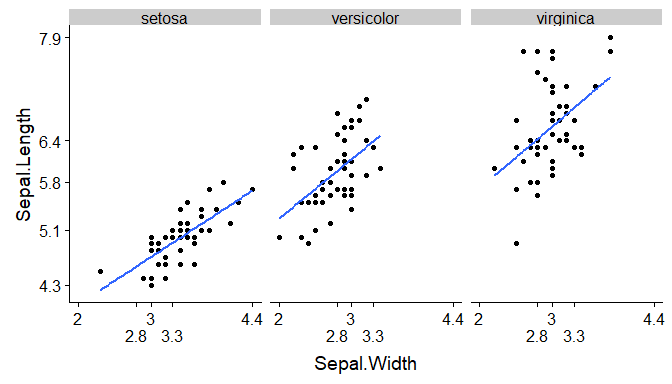 setosa versicolor virginica
7.9
6.4
5.8
5.1
4.3
Sepal.Length
2 3 4.4 2 3 4.4 2 3 4.4
2.8 3.3 2.8 3.3 2.8 3.3
Sepal.Width